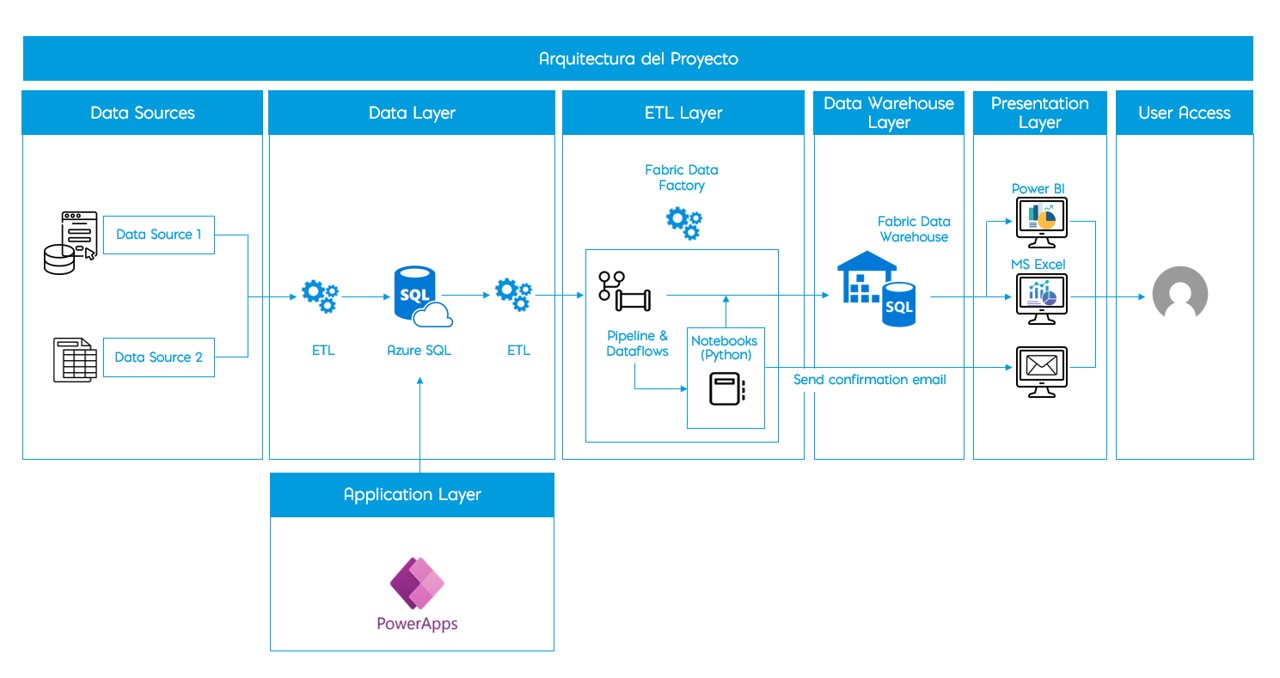 Arquitectura del Proyecto
Data Sources
Data Layer
ETL Layer
Data Warehouse
Layer
Presentation
Layer
User Access
Data Source 1
Data Source 2
ETL
SQL
Azure SQL
ETL
Fabric Data
Factory
Pipeline &
Dataflows
Notebooks
(Python)
Send confirmation email
Fabric Data
Warehouse
SQL
Power BI
MS Excel
Application Layer
PowerApps